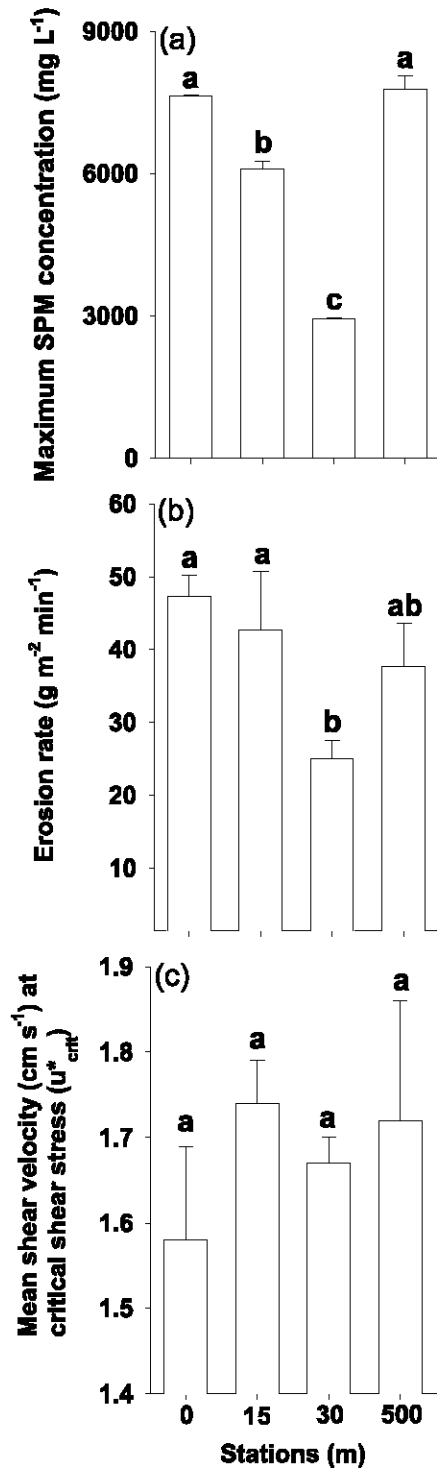 (a)
Maximum SPM concentration (mg L⁻¹)
9000
6000
3000
0
a
b
c
a
(b)
Erosion rate (g m⁻² min⁻¹)
60
50
40
30
20
10
a
a
b
ab
(c)
Mean shear velocity (cm s⁻¹) at
critical shear stress (u*crit)
1.9
1.8
1.7
1.6
1.5
1.4
a
a
a
a
0 15 30 500
Stations (m)